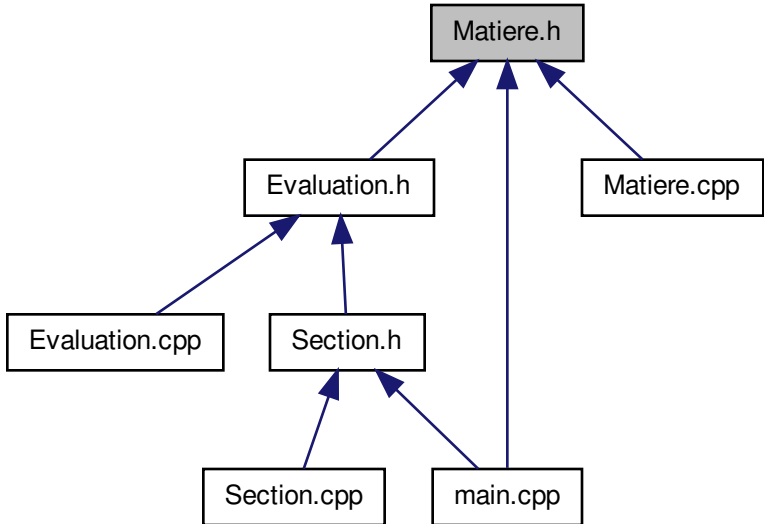 Matiere.h
Evaluation.h
Matiere.cpp
Evaluation.cpp
Section.h
Section.cpp
main.cpp